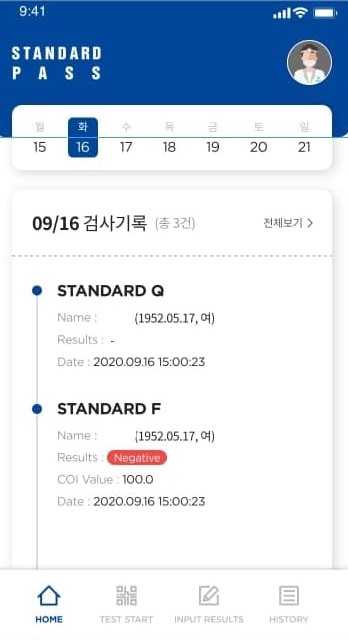 9:41
STANDARD
PASS
월 화 수 목 금 토 일
15 16 17 18 19 20 21
09/16 검사기록 (총 3건) 전체보기 >
STANDARD Q
Name : (1952.05.17, 여)
Results : -
Date : 2020.09.16 15:00:23
STANDARD F
Name : (1952.05.17, 여)
Results : Negative
COI Value : 100.0
Date : 2020.09.16 15:00:23
HOME TEST START INPUT RESULTS HISTORY